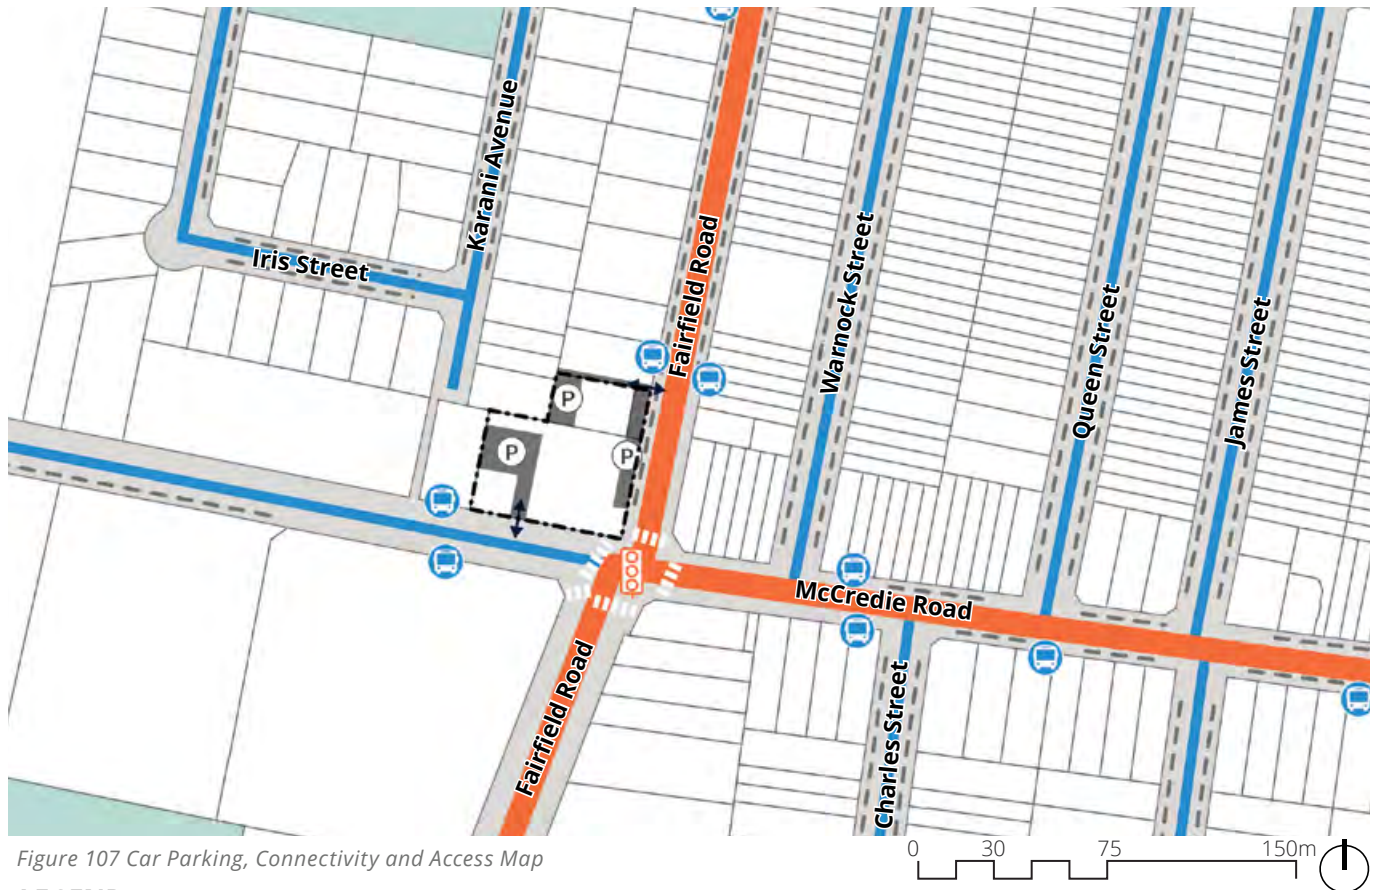 Karani Avenue
Iris Street
Fairfield Road
Warnock Street
Queen Street
James Street
P
P
P
McCredie Road
Fairfield Road
Charles Street
Figure 107 Car Parking, Connectivity and Access Map
0 30 75 150m